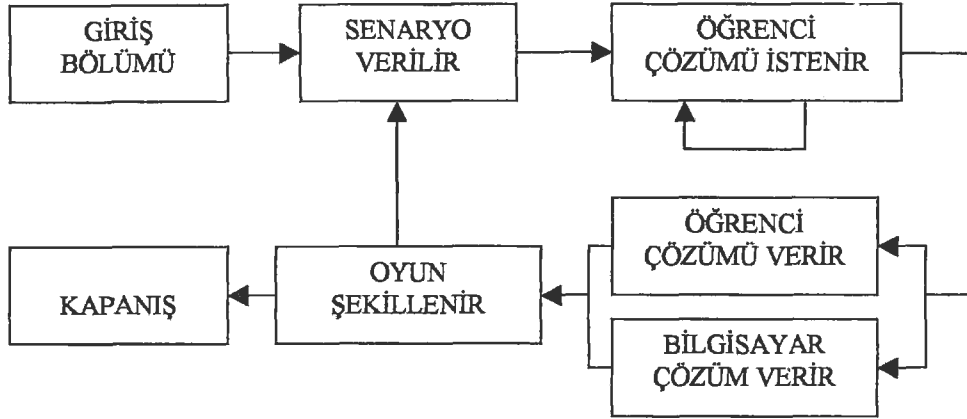 GİRİŞ
BÖLÜMÜ
SENARYO
VERİLİR
ÖĞRENCİ
ÇÖZÜMÜ İSTENİR
ÖĞRENCİ
ÇÖZÜMÜ VERİR
KAPANIŞ
OYUN
ŞEKİLLENİR
BİLGİSAYAR
ÇÖZÜM VERİR